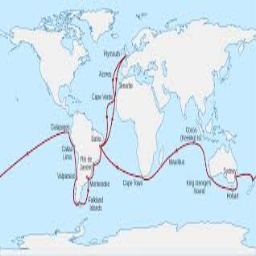 Plymouth
Azores
Tenerife
Cape Verde
Galapagos
Bahia
Cocos
(Keeling) Is
Callao
Lima
Rio de
Janeiro
Mauritius
Sydney
Valparaiso
Montevideo
Cape Town
King George's
Sound
Hobart
Falkland
Islands